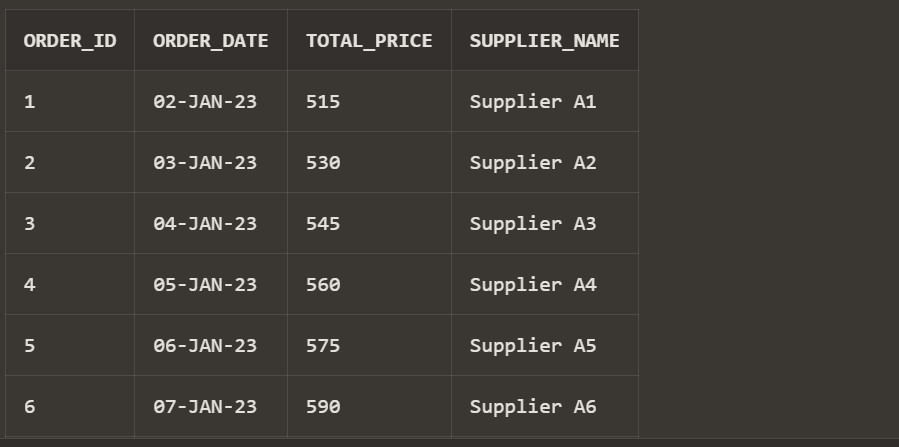 ORDER_ID ORDER_DATE TOTAL_PRICE SUPPLIER_NAME
1 02-JAN-23 515 Supplier A1
2 03-JAN-23 530 Supplier A2
3 04-JAN-23 545 Supplier A3
4 05-JAN-23 560 Supplier A4
5 06-JAN-23 575 Supplier A5
6 07-JAN-23 590 Supplier A6